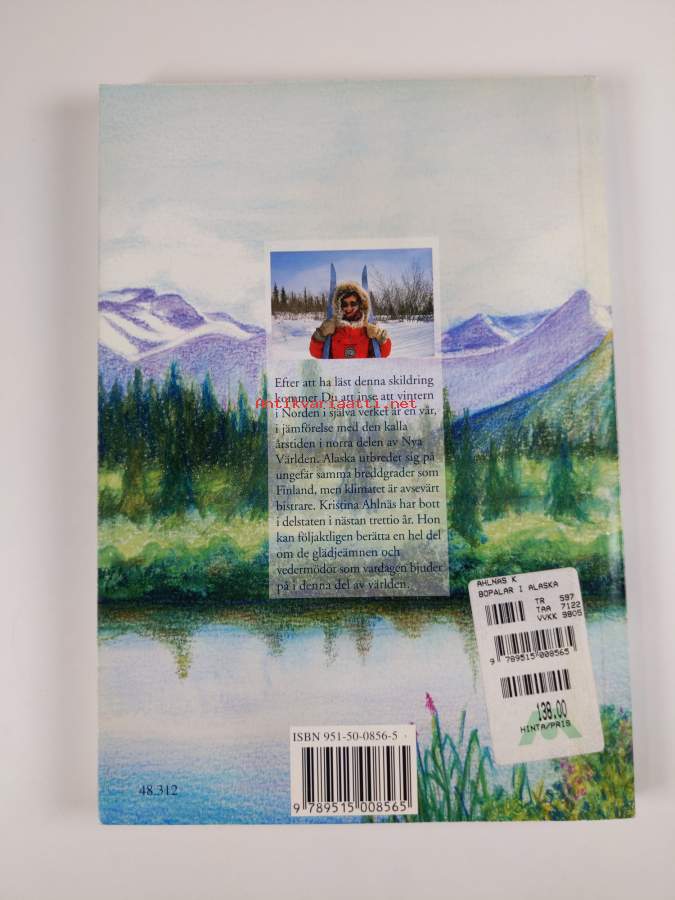 Efter att ha läst denna skildring
kommer Du att inse att vintern
i Norden i själva verket är en vår,
i jämförelse med den kalla
årstiden i norra delen av Nya
Världen. Alaska utbreder sig på
ungefär samma breddgrader som
Finland, men klimatet är avsevärt
bistrare. Kristina Ahlnäs har bott
i delstaten i nästan trettio år. Hon
kan följaktligen berätta en hel del
om de glädjeämnen och
vedermödor som vardagen bjuder
på i denna del av världen.
Antikvariaatti.net
AHLNAS K
BOPALAR I ALASKA
TR 597
TAA 7122
VVKK 9805
9 789515 008565
138.00
HINTA/PRIS
ISBN 951-50-0856-5
9 789515 008565
48.312